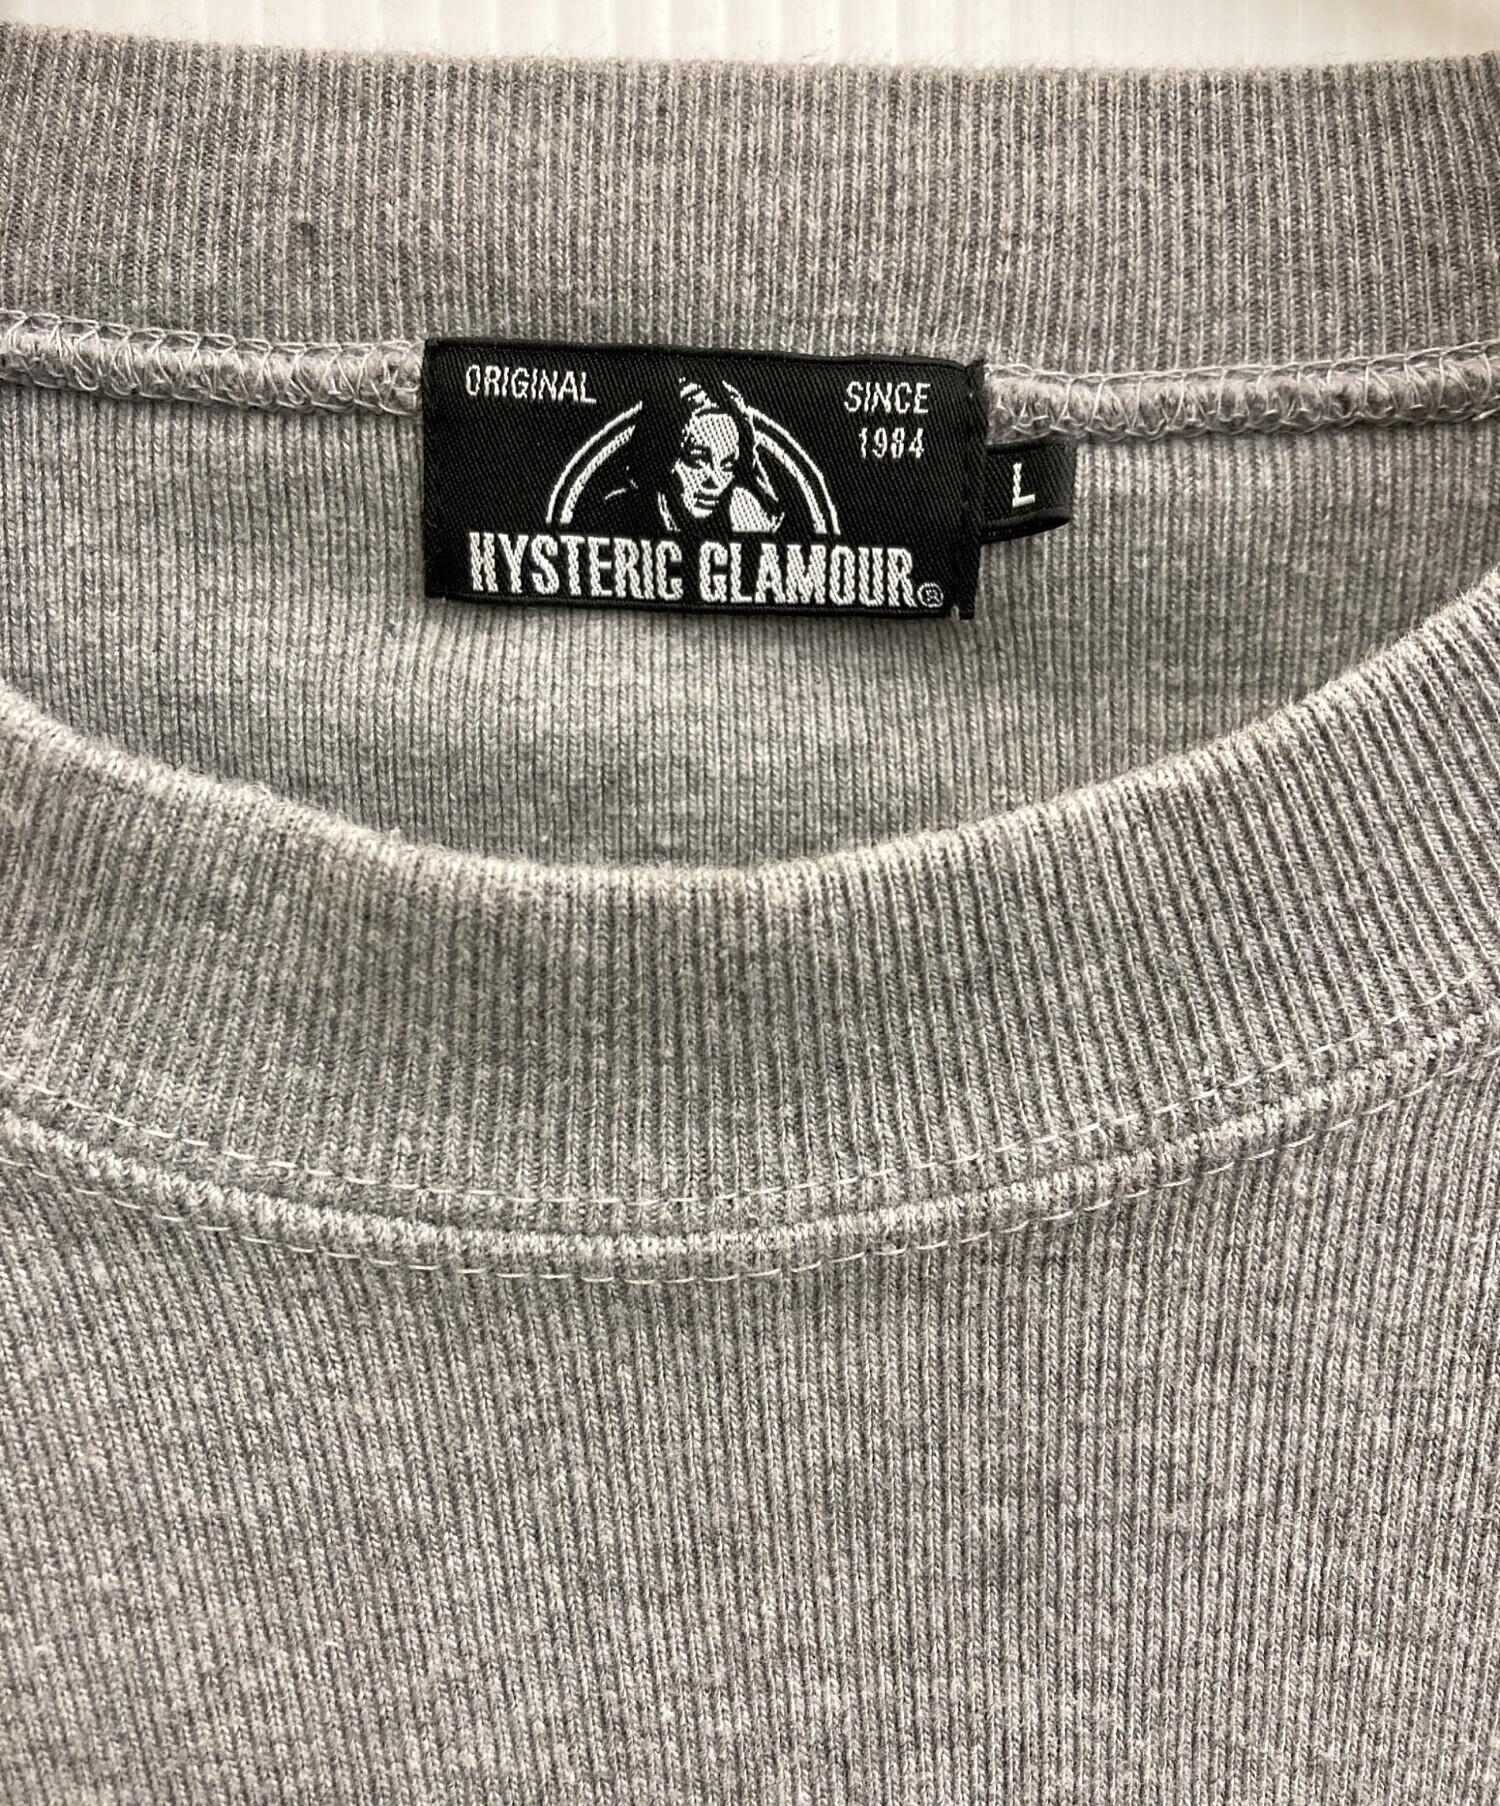 ORIGINAL
SINCE
1984
HYSTERIC GLAMOUR®
L